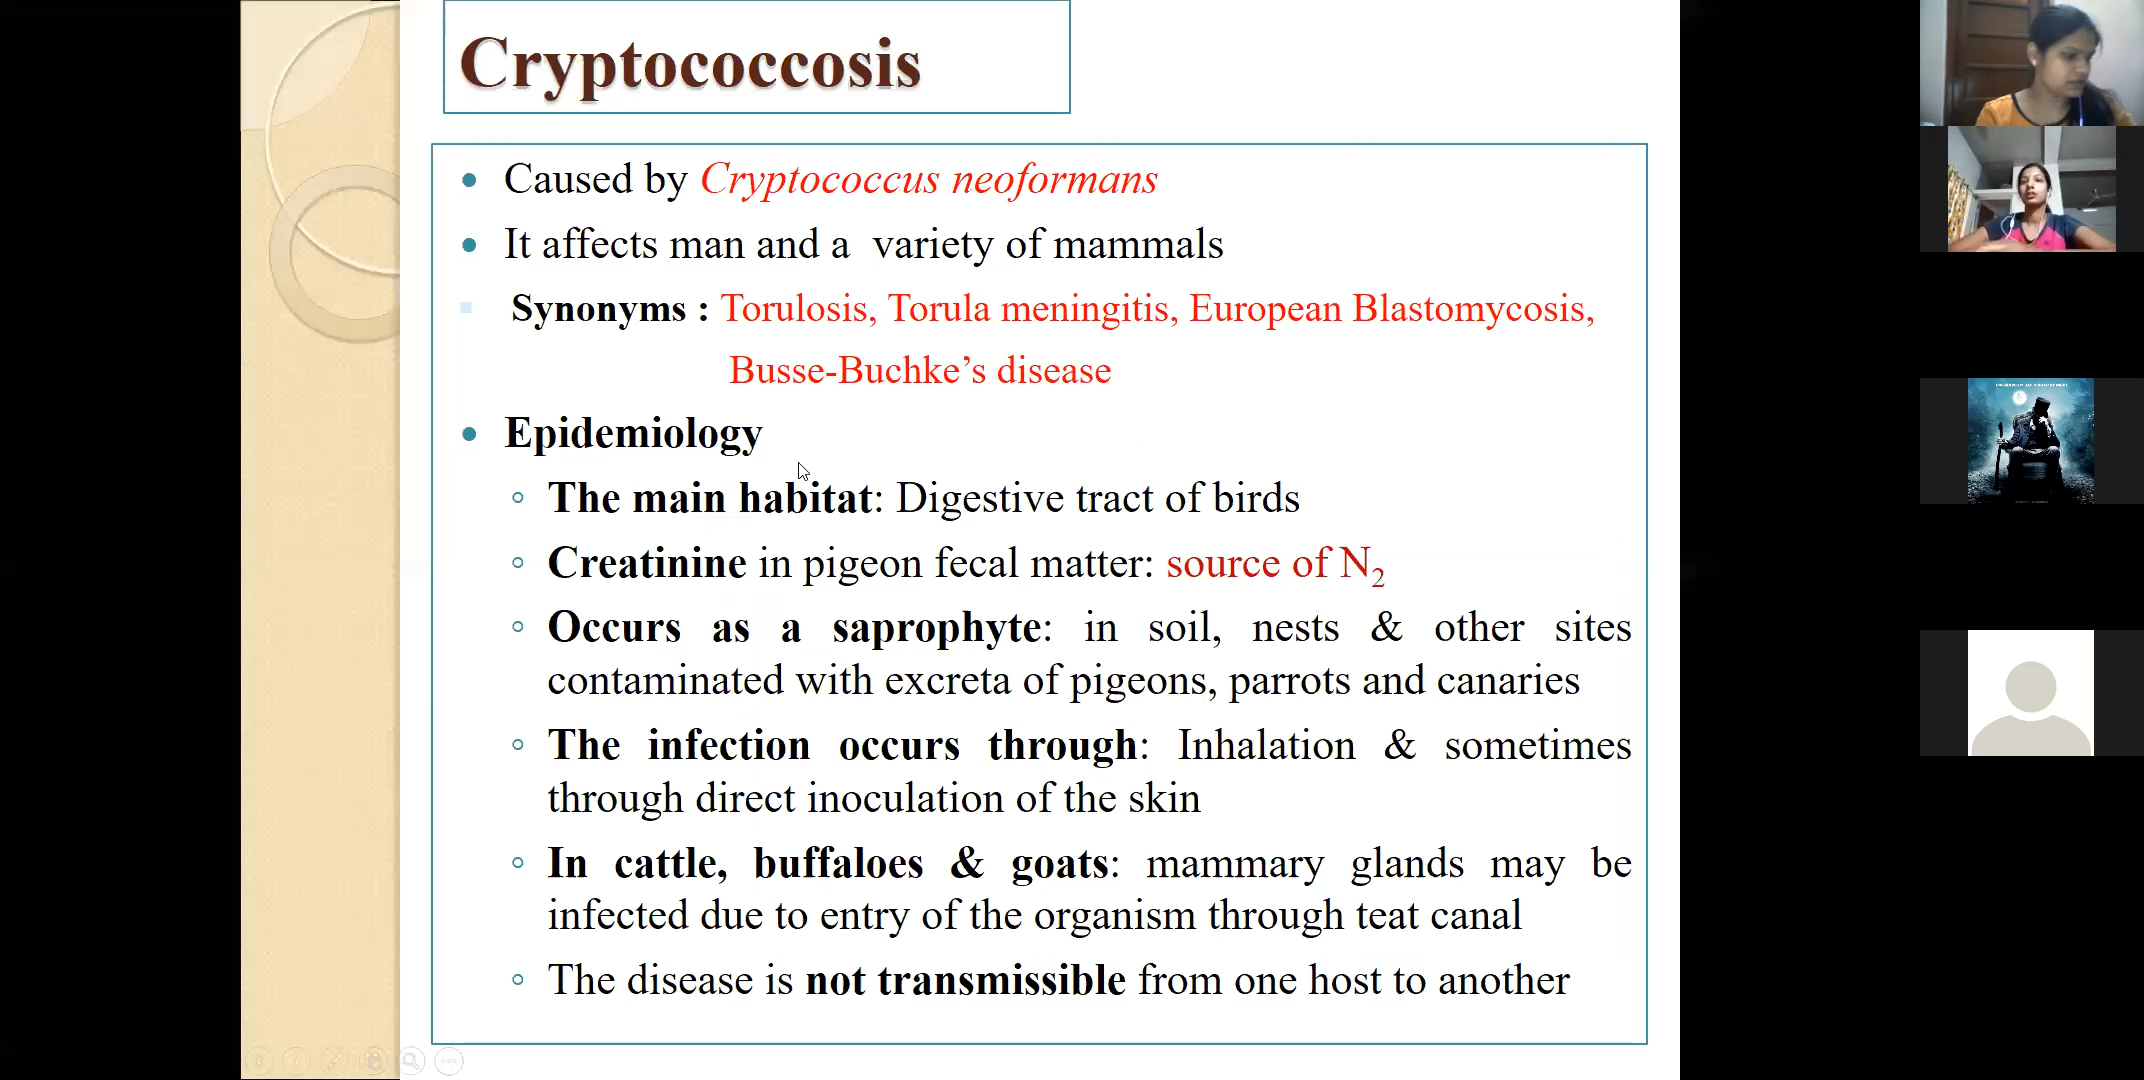 Cryptococcosis
Caused by Cryptococcus neoformans
It affects man and a variety of mammals
Synonyms : Torulosis, Torula meningitis, European Blastomycosis,
Busse-Buchke’s disease
Epidemiology
The main habitat: Digestive tract of birds
Creatinine in pigeon fecal matter: source of N₂
Occurs as a saprophyte: in soil, nests & other sites
contaminated with excreta of pigeons, parrots and canaries
The infection occurs through: Inhalation & sometimes
through direct inoculation of the skin
In cattle, buffaloes & goats: mammary glands may be
infected due to entry of the organism through teat canal
The disease is not transmissible from one host to another